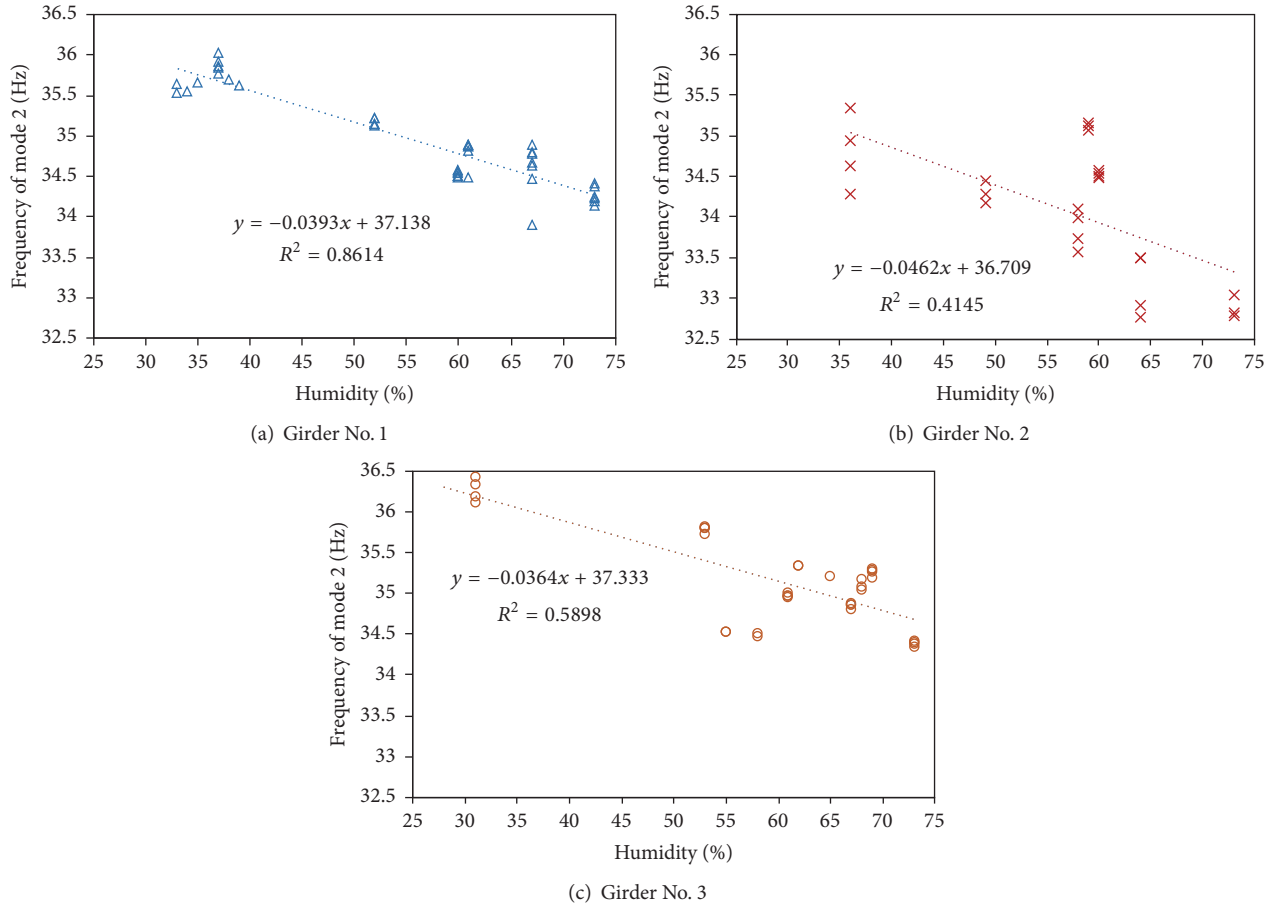 36.5
36
35.5
35
34.5
34
33.5
33
32.5
Frequency of mode 2 (Hz)
y = −0.0393x + 37.138
R² = 0.8614
25 30 35 40 45 50 55 60 65 70 75
Humidity (%)
(a) Girder No. 1
36.5
36
35.5
35
34.5
34
33.5
33
32.5
Frequency of mode 2 (Hz)
y = −0.0462x + 36.709
R² = 0.4145
25 30 35 40 45 50 55 60 65 70 75
Humidity (%)
(b) Girder No. 2
36.5
36
35.5
35
34.5
34
33.5
33
32.5
Frequency of mode 2 (Hz)
y = −0.0364x + 37.333
R² = 0.5898
25 30 35 40 45 50 55 60 65 70 75
Humidity (%)
(c) Girder No. 3